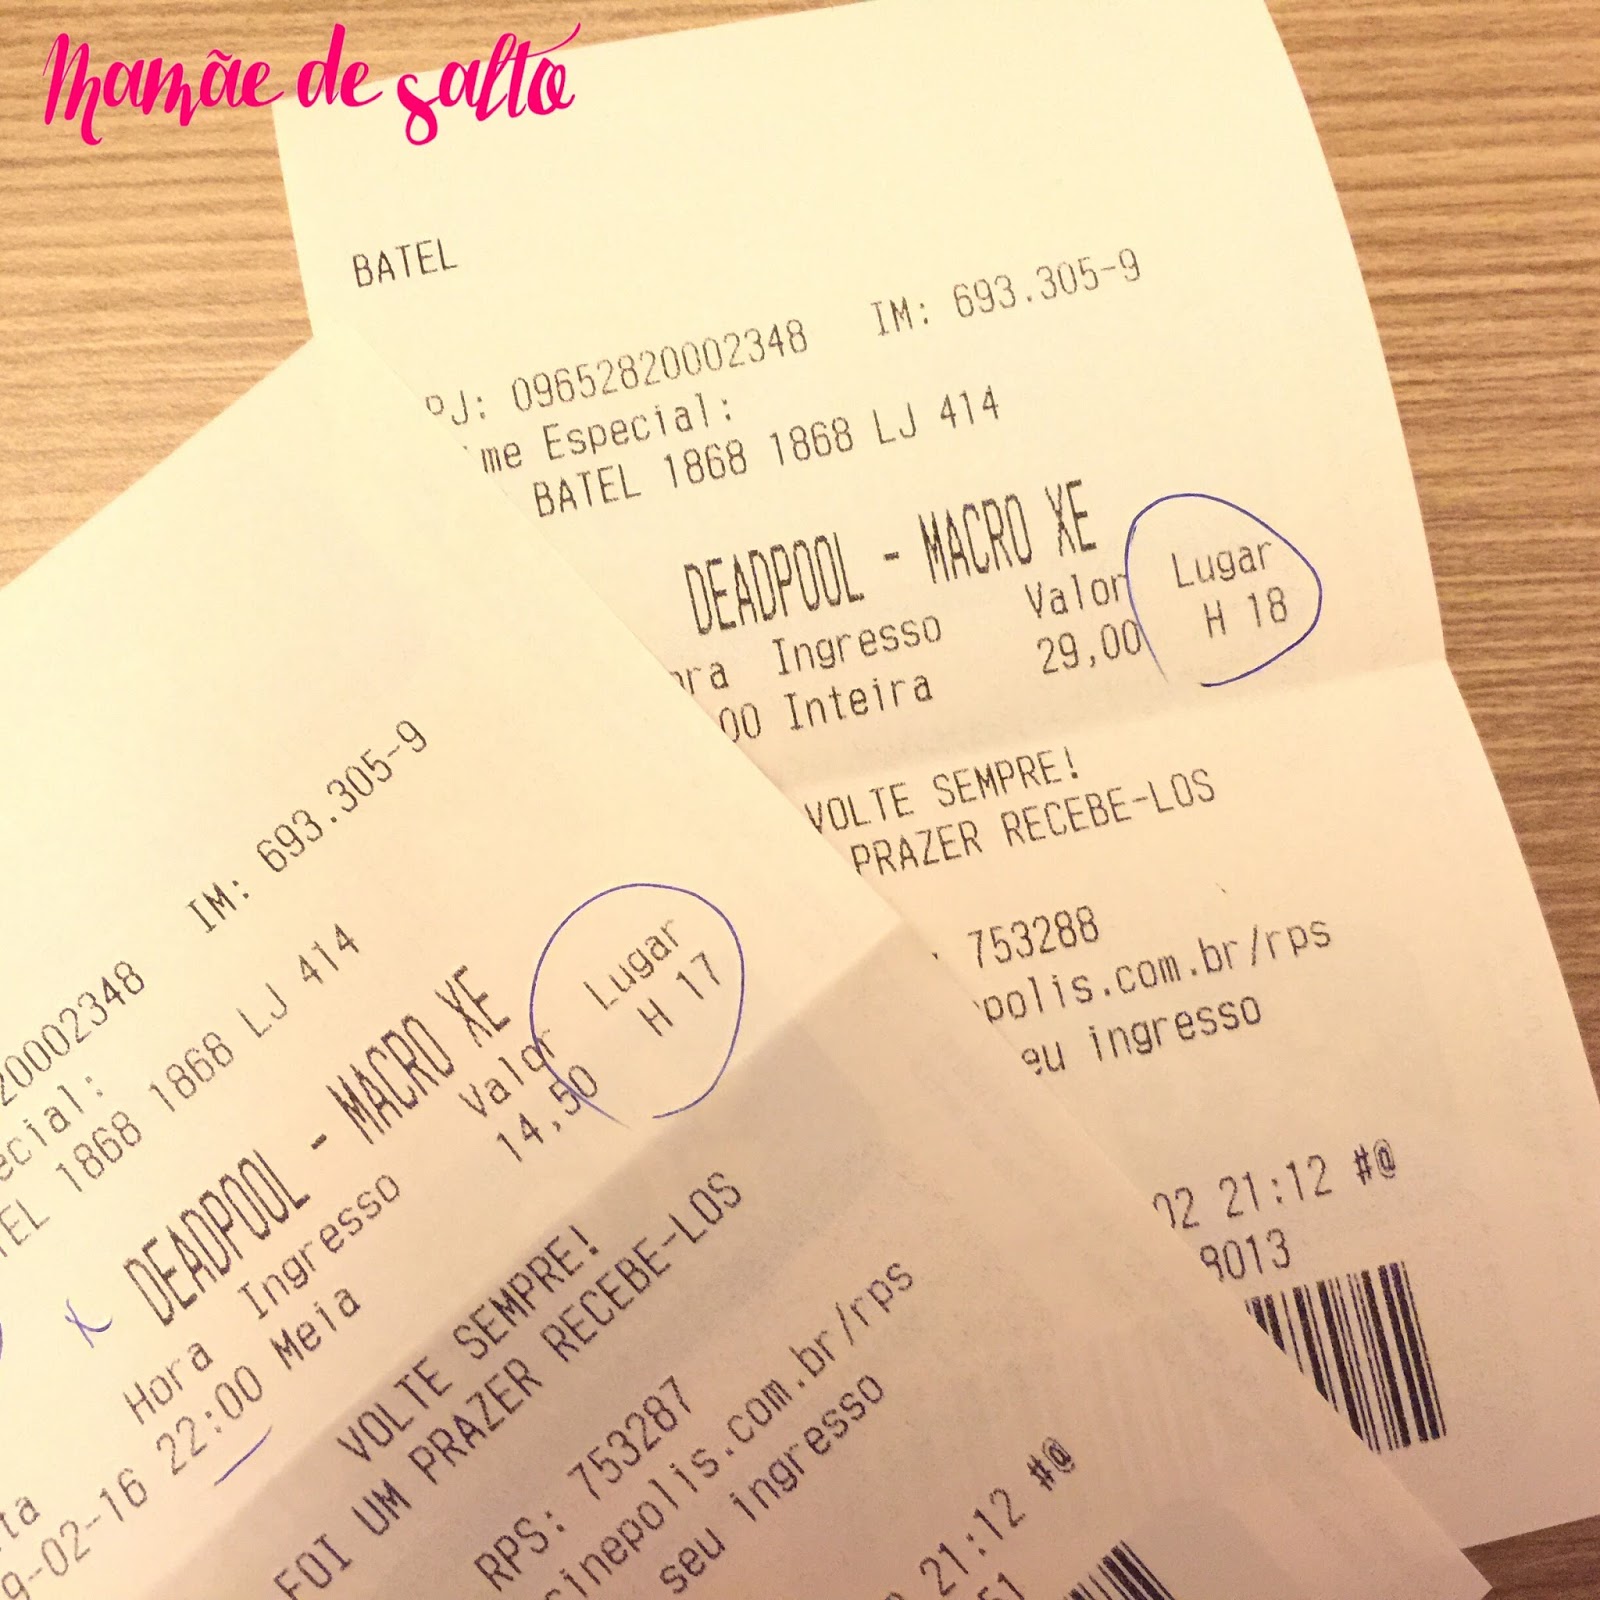 Mamãe de salto
BATEL
PJ: 09652820002348 IM: 693.305-9
me Especial:
BATEL 1868 1868 LJ 414
DEADPOOL - MACRO XE
ora Ingresso Valor Lugar
00 Inteira 29,00 H 18
VOLTE SEMPRE!
PRAZER RECEBE-LOS
753288
polis.com.br/rps
eu ingresso
02 21:12 #@
8013
20002348 IM: 693.305-9
ecial:
TEL 1868 1868 LJ 414
X DEADPOOL - MACRO XE
ta Hora Ingresso Valor Lugar
9-02-16 22:00 Meia 14,50 H 17
VOLTE SEMPRE!
FOI UM PRAZER RECEBE-LOS
RPS: 753287
cinepolis.com.br/rps
seu ingresso
21:12 #@
51